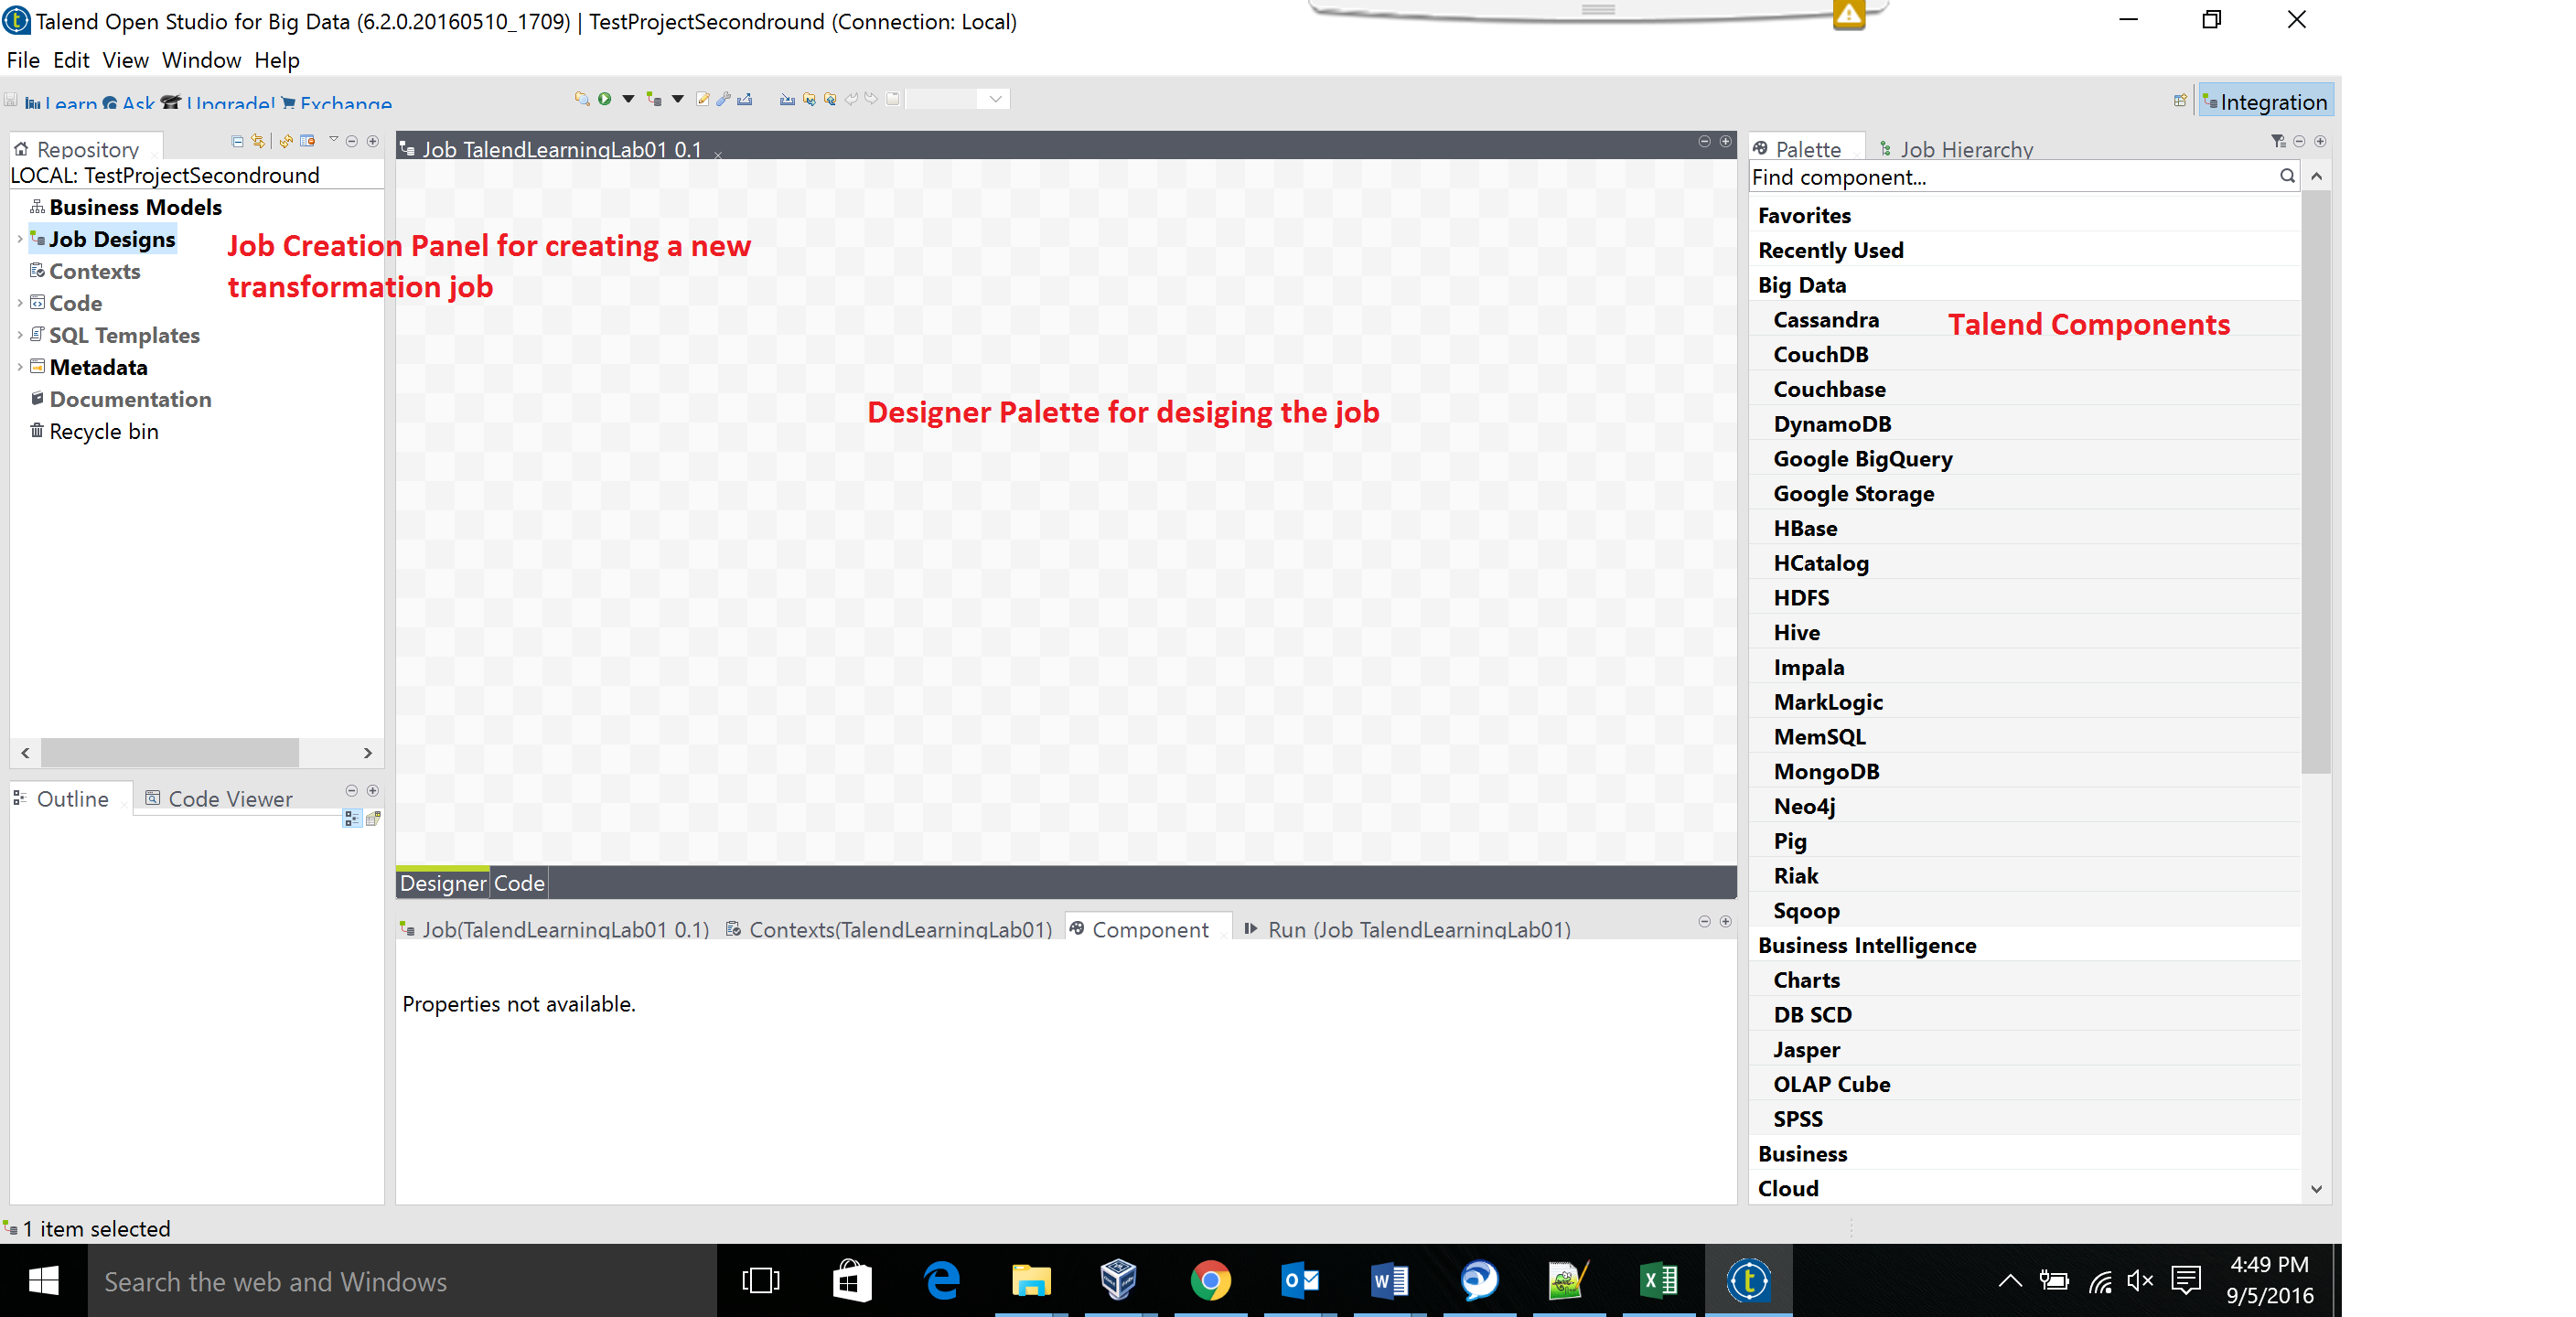 Talend Open Studio for Big Data (6.2.0.20160510_1709) | TestProjectSecondround (Connection: Local)
File Edit View Window Help
Learn Ask Upgrade! Exchange
Integration
Repository
LOCAL: TestProjectSecondround
Business Models
Job Designs
Contexts
Code
SQL Templates
Metadata
Documentation
Recycle bin
Job Creation Panel for creating a new
transformation job
Outline Code Viewer
Job TalendLearningLab01 0.1
Designer Palette for desiging the job
Designer Code
Job(TalendLearningLab01 0.1) Contexts(TalendLearningLab01) Component Run (Job TalendLearningLab01)
Properties not available.
Palette Job Hierarchy
Find component...
Favorites
Recently Used
Big Data
Cassandra
Talend Components
CouchDB
Couchbase
DynamoDB
Google BigQuery
Google Storage
HBase
HCatalog
HDFS
Hive
Impala
MarkLogic
MemSQL
MongoDB
Neo4j
Pig
Riak
Sqoop
Business Intelligence
Charts
DB SCD
Jasper
OLAP Cube
SPSS
Business
Cloud
1 item selected
Search the web and Windows
4:49 PM
9/5/2016